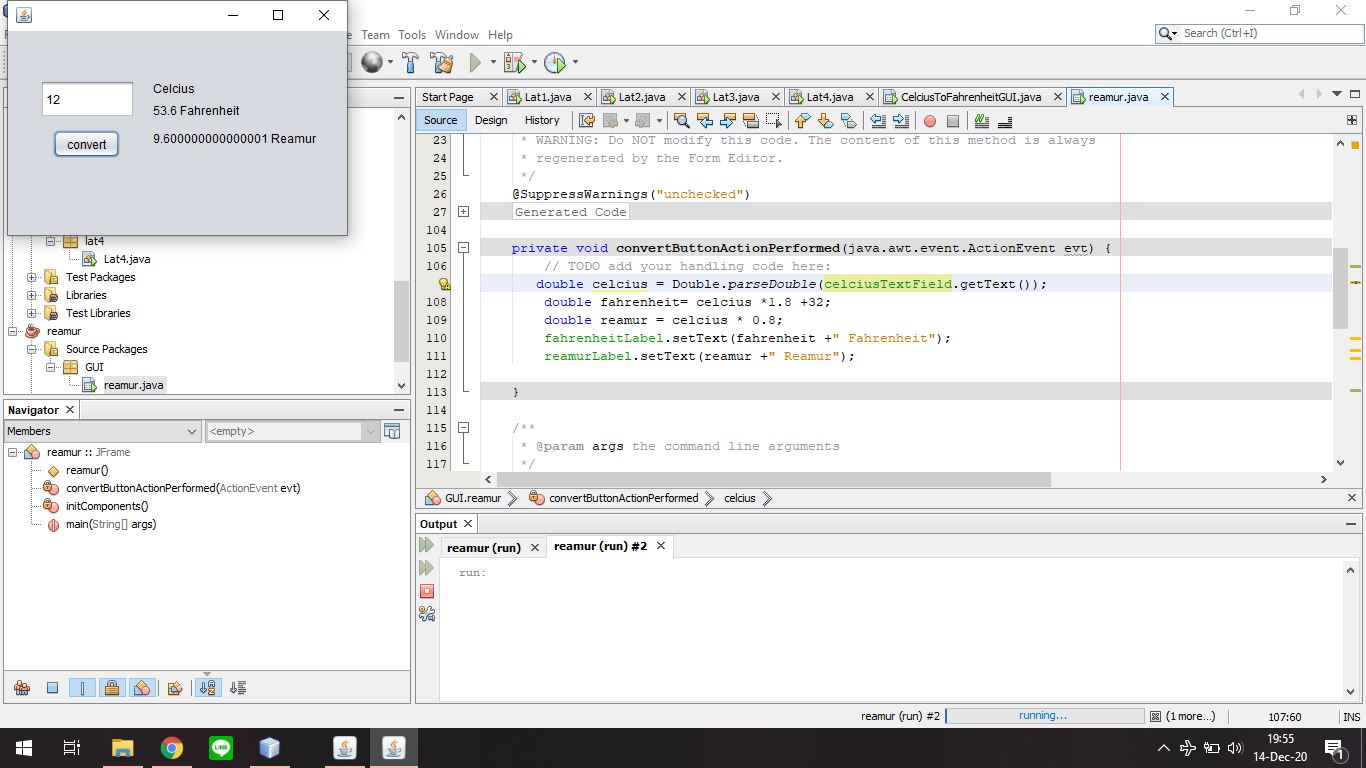 Team Tools Window Help
Search (Ctrl+I)
12
Celcius
53.6 Fahrenheit
convert
9.600000000000001 Reamur
lat4
Lat4.java
Test Packages
Libraries
Test Libraries
reamur
Source Packages
GUI
reamur.java
Navigator
Members
<empty>
reamur :: JFrame
reamur()
convertButtonActionPerformed(ActionEvent evt)
initComponents()
main(String[] args)
Start Page Lat1.java Lat2.java Lat3.java Lat4.java CelciusToFahrenheitGUI.java reamur.java
Source Design History
23 * WARNING: Do NOT modify this code. The content of this method is always
24 * regenerated by the Form Editor.
25 */
26 @SuppressWarnings("unchecked")
27 Generated Code
104
105 private void convertButtonActionPerformed(java.awt.event.ActionEvent evt) {
106 // TODO add your handling code here:
double celcius = Double.parseDouble(celciusTextField.getText());
108 double fahrenheit= celcius *1.8 +32;
109 double reamur = celcius * 0.8;
110 fahrenheitLabel.setText(fahrenheit +" Fahrenheit");
111 reamurLabel.setText(reamur +" Reamur");
112
113 }
114
115 /**
116 * @param args the command line arguments
117 */
GUI.reamur convertButtonActionPerformed celcius
Output
reamur (run) reamur (run) #2
run:
reamur (run) #2 running... (1 more...) 107:60 INS
19:55
14-Dec-20
1